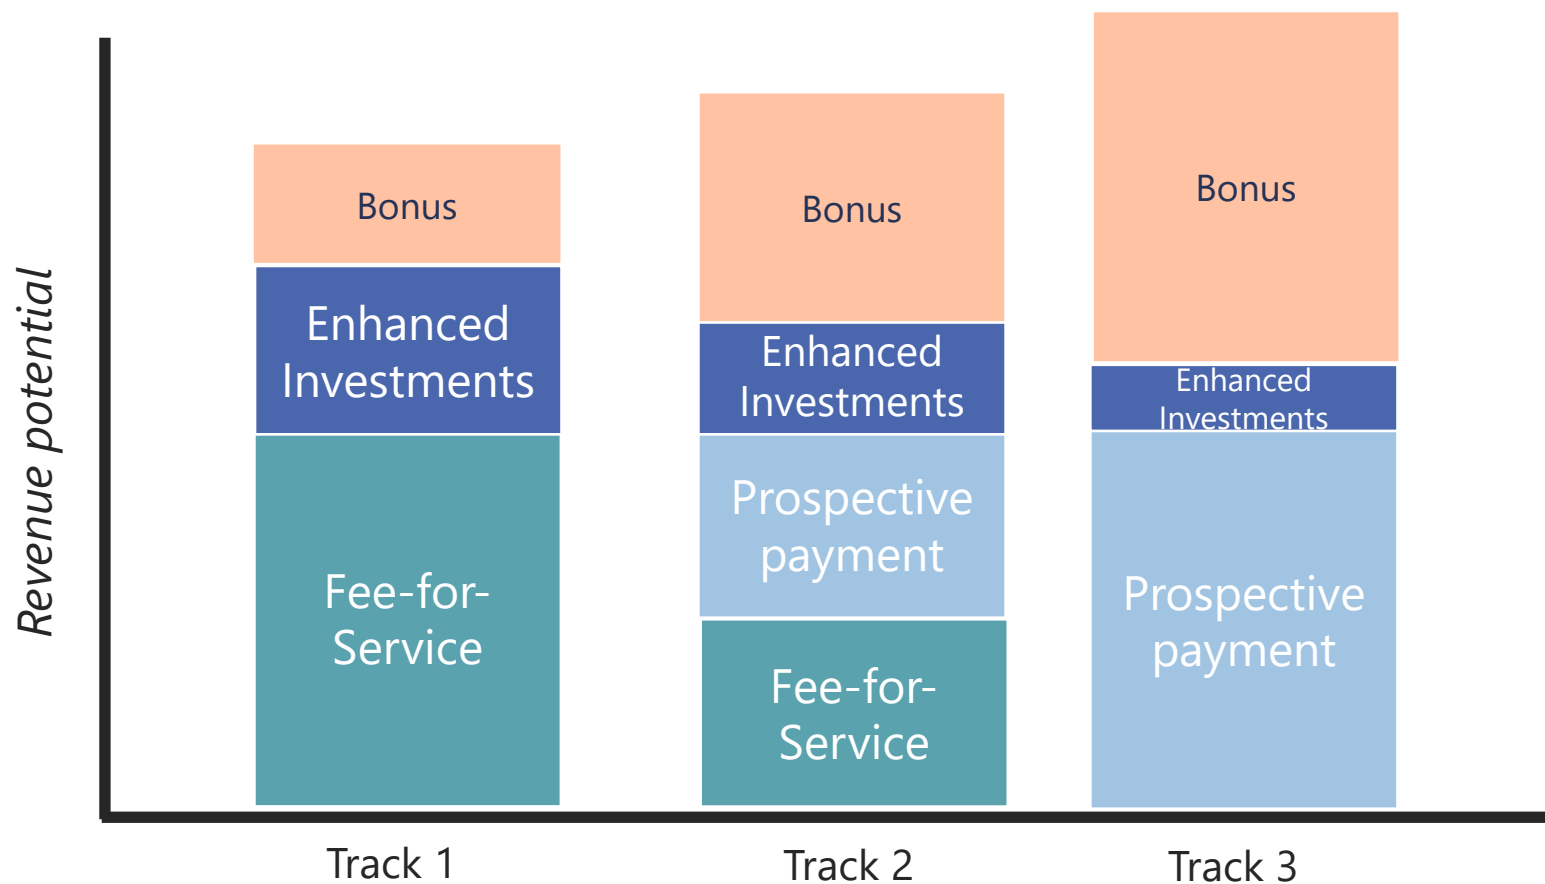 Revenue potential
Bonus
Enhanced
Investments
Fee-for-
Service
Track 1
Bonus
Enhanced
Investments
Prospective
payment
Fee-for-
Service
Track 2
Bonus
Enhanced
Investments
Prospective
payment
Track 3